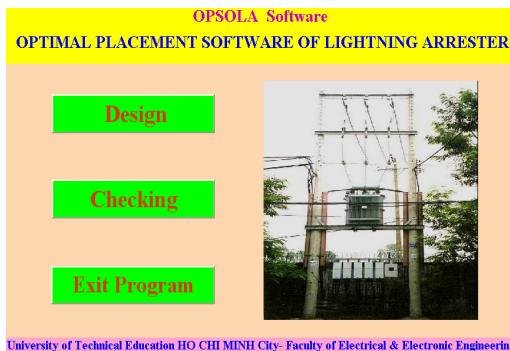 OPSOLA Software
OPTIMAL PLACEMENT SOFTWARE OF LIGHTNING ARRESTER
Design
Checking
Exit Program
University of Technical Education HO CHI MINH City- Faculty of Electrical & Electronic Engineerin